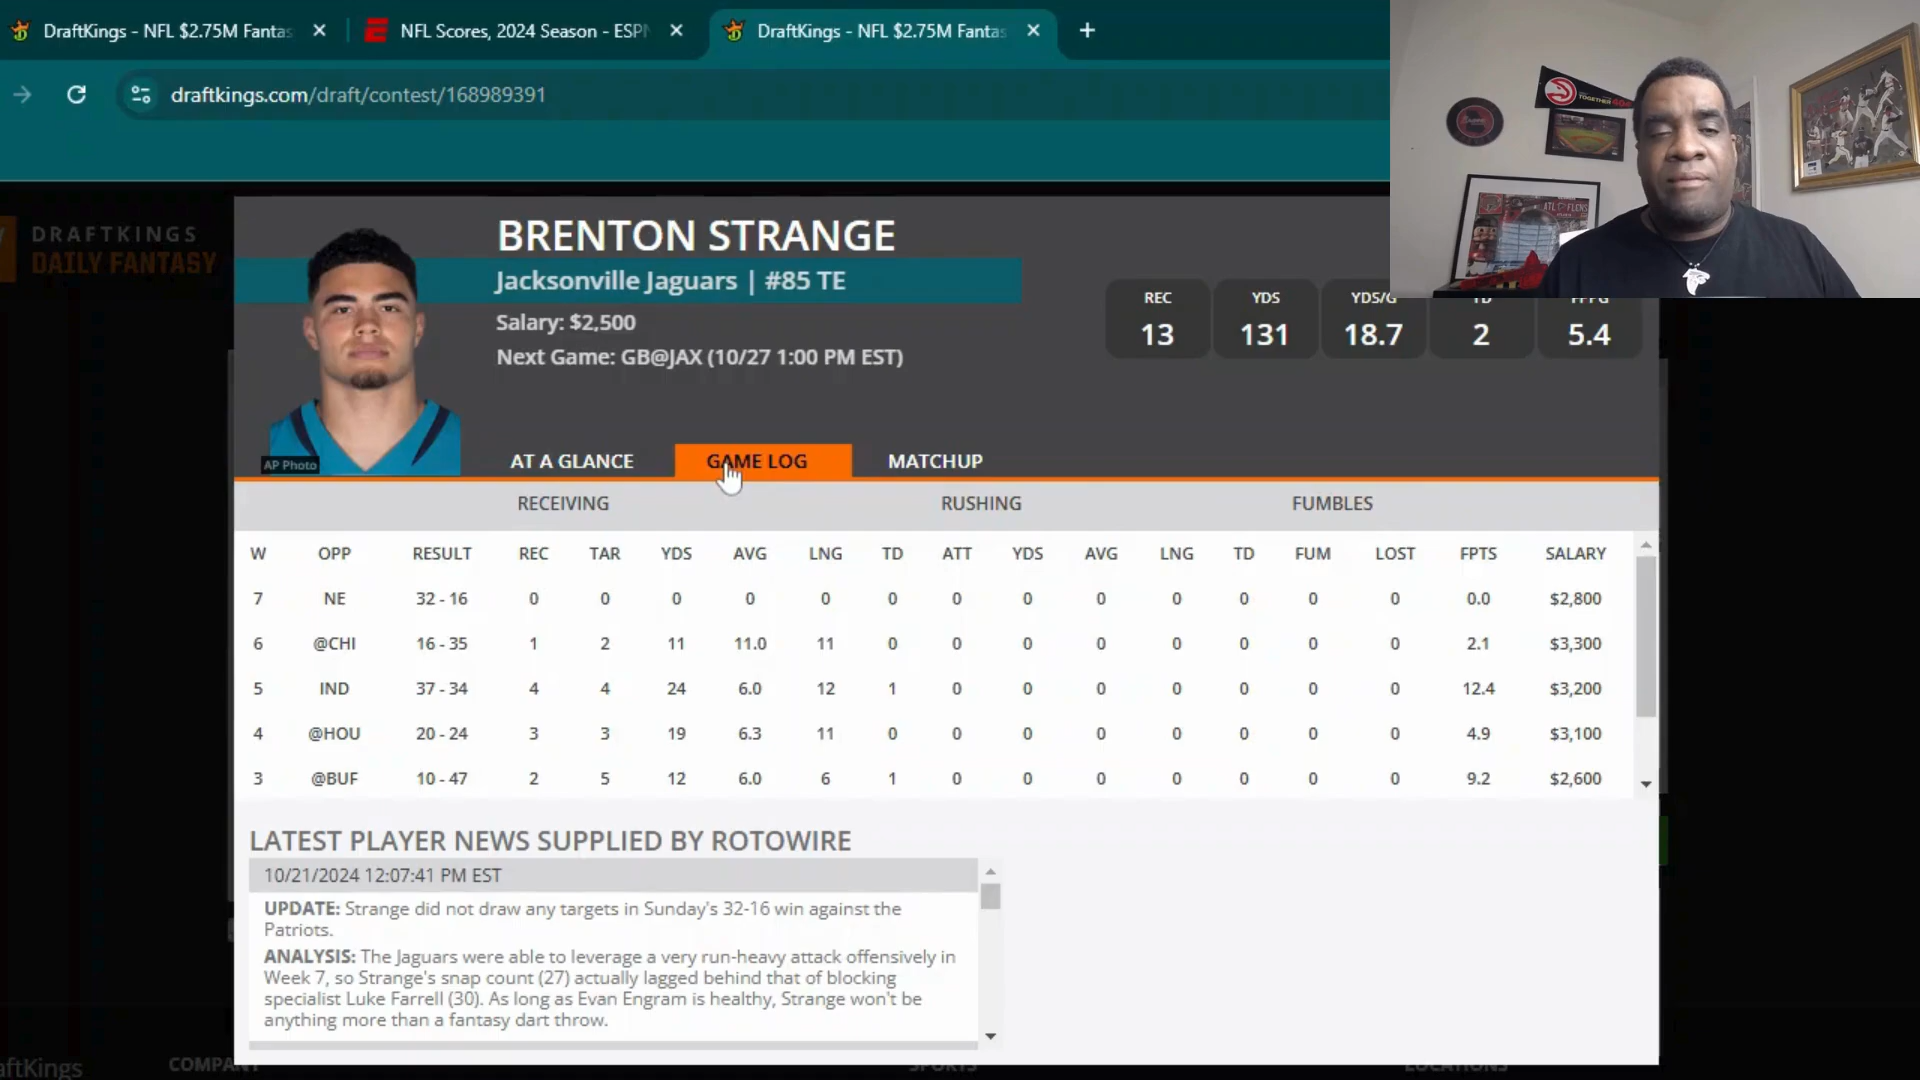 DraftKings - NFL $2.75M Fantas
NFL Scores, 2024 Season - ESPN
DraftKings - NFL $2.75M Fantas
draftkings.com/draft/contest/168989391
DRAFTKINGS
DAILY FANTASY
BRENTON STRANGE
Jacksonville Jaguars | #85 TE
Salary: $2,500
Next Game: GB@JAX (10/27 1:00 PM EST)
REC YDS YDS/G TD FPPG
13 131 18.7 2 5.4
AP Photo
AT A GLANCE GAME LOG MATCHUP
RECEIVING RUSHING FUMBLES
W OPP RESULT REC TAR YDS AVG LNG TD ATT YDS AVG LNG TD FUM LOST FPTS SALARY
7 NE 32 - 16 0 0 0 0 0 0 0 0 0 0 0 0 0 0.0 $2,800
6 @CHI 16 - 35 1 2 11 11.0 11 0 0 0 0 0 0 0 0 2.1 $3,300
5 IND 37 - 34 4 4 24 6.0 12 1 0 0 0 0 0 0 0 12.4 $3,200
4 @HOU 20 - 24 3 3 19 6.3 11 0 0 0 0 0 0 0 0 4.9 $3,100
3 @BUF 10 - 47 2 5 12 6.0 6 1 0 0 0 0 0 0 0 9.2 $2,600
LATEST PLAYER NEWS SUPPLIED BY ROTOWIRE
10/21/2024 12:07:41 PM EST
UPDATE: Strange did not draw any targets in Sunday's 32-16 win against the
Patriots.
ANALYSIS: The Jaguars were able to leverage a very run-heavy attack offensively in
Week 7, so Strange's snap count (27) actually lagged behind that of blocking
specialist Luke Farrell (30). As long as Evan Engram is healthy, Strange won't be
anything more than a fantasy dart throw.
aftKings COMPANY SPORTS LOCATIONS